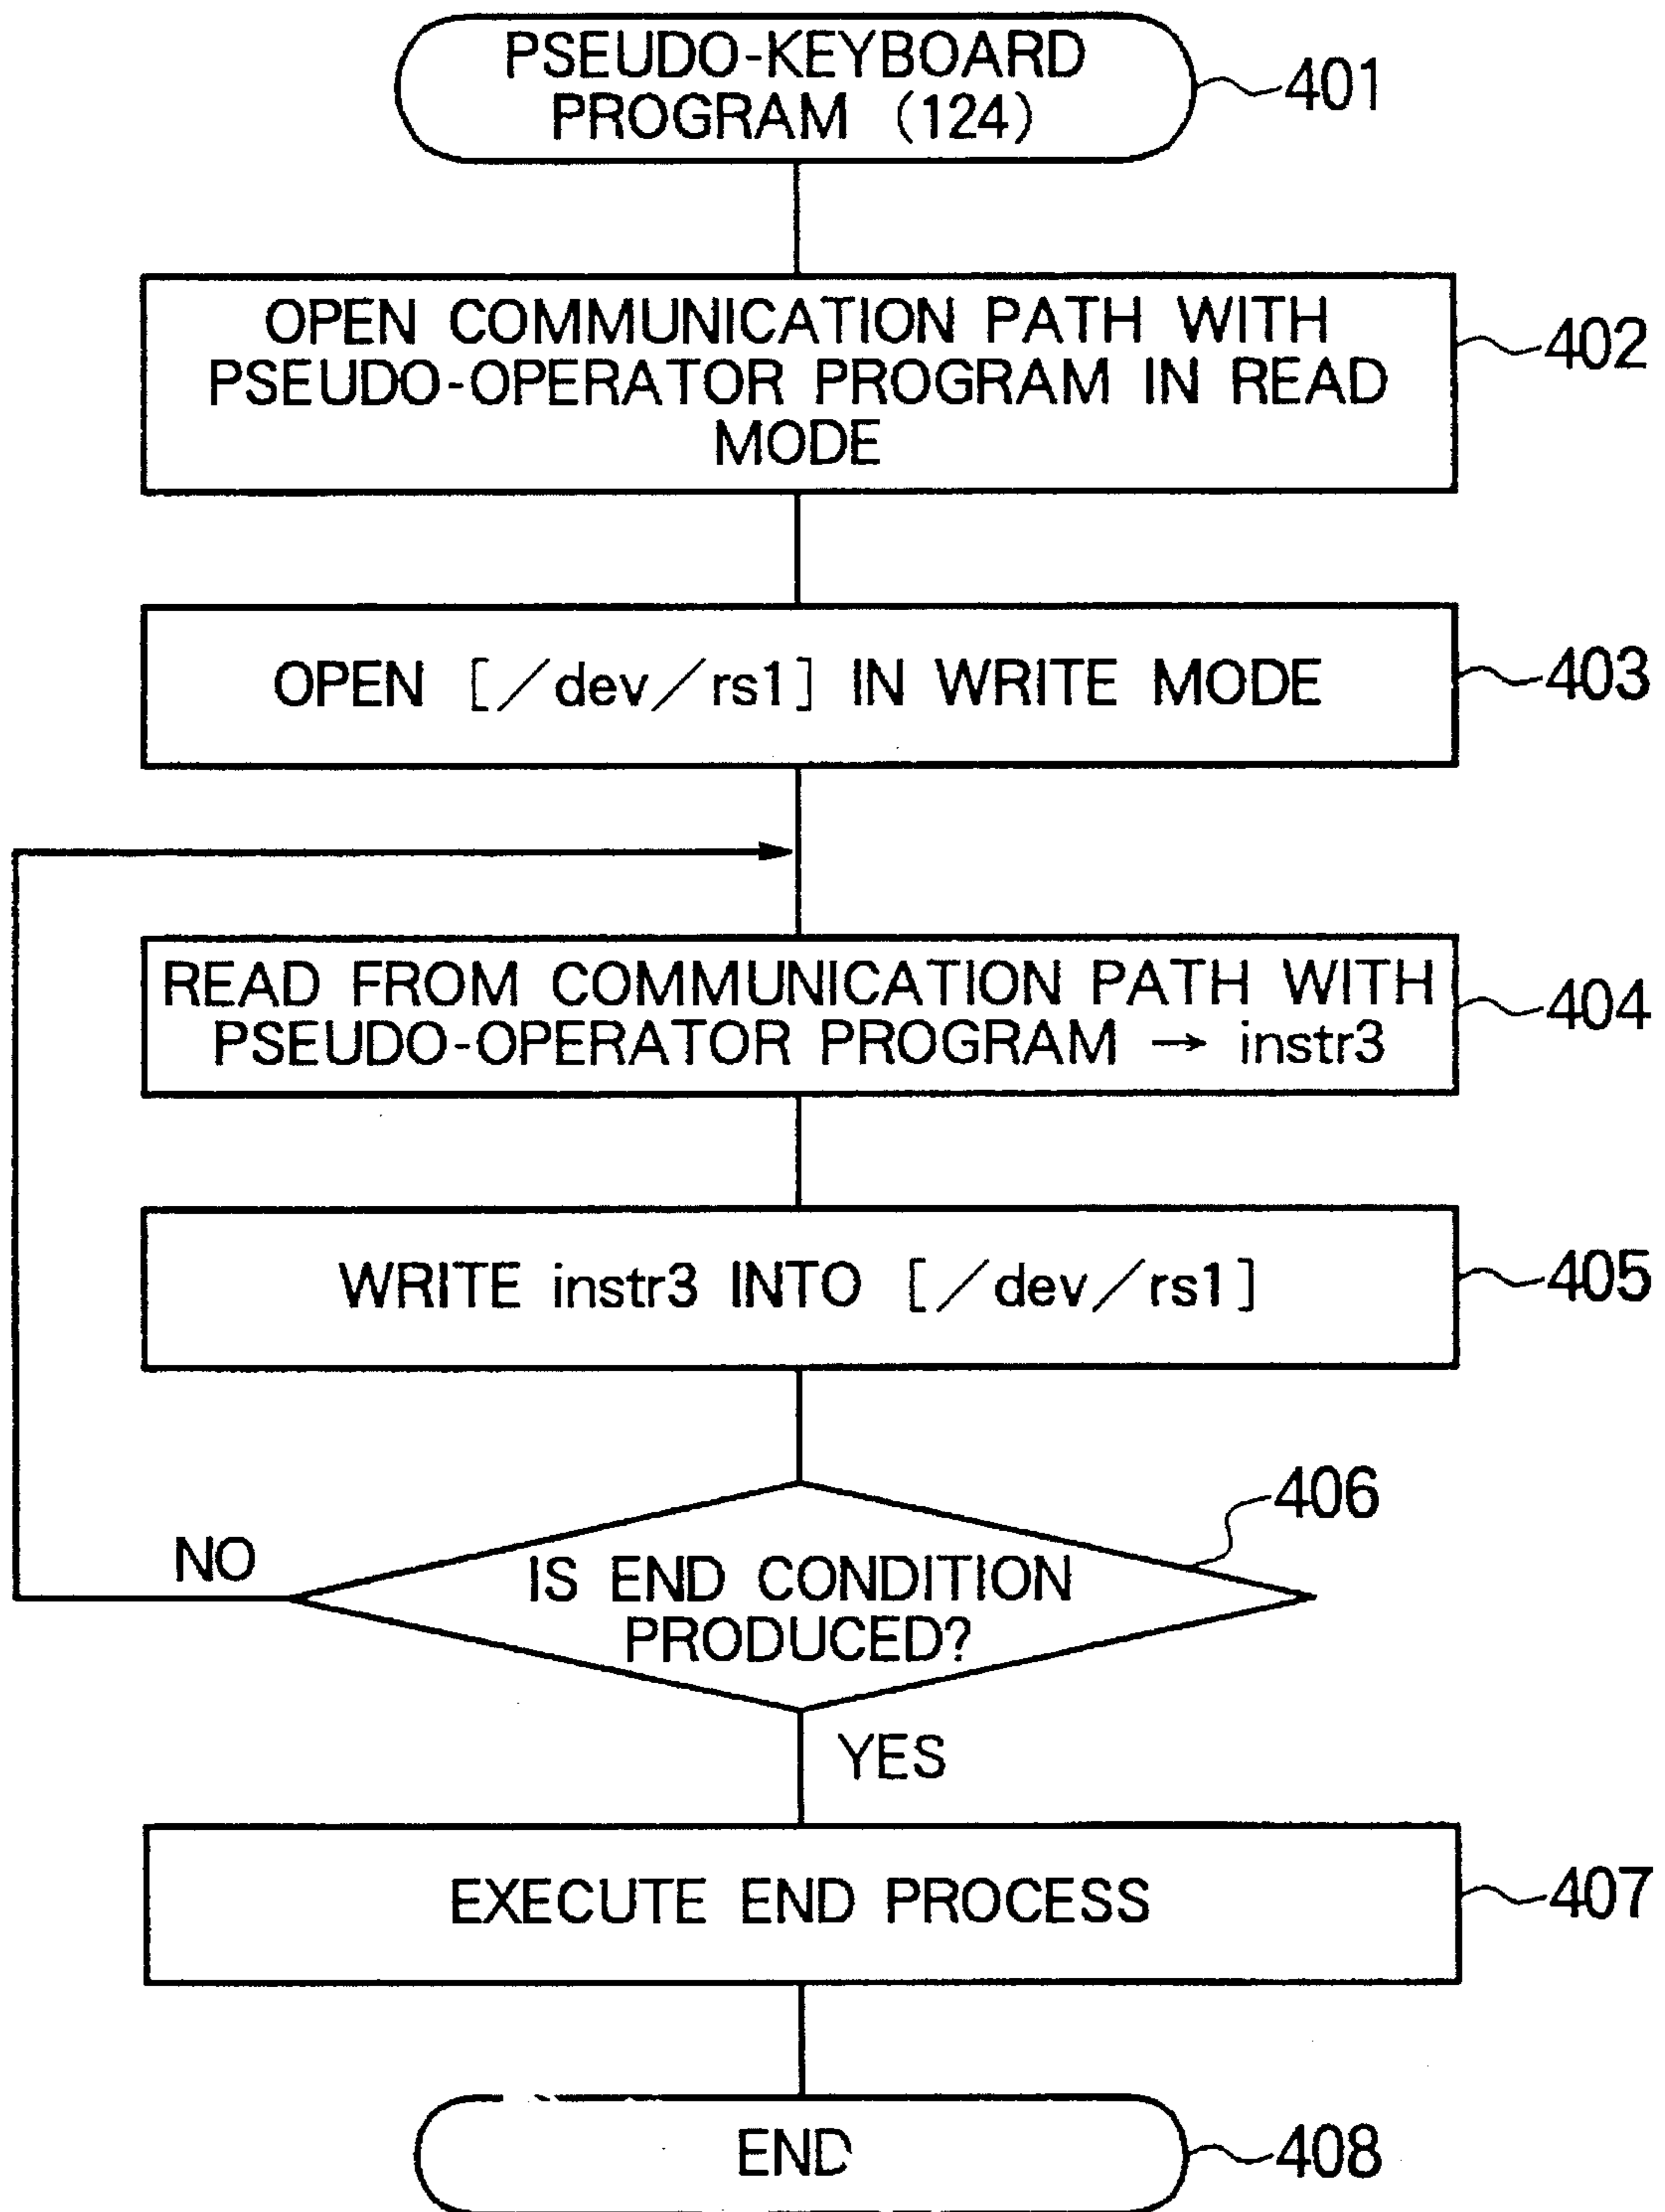 PSEUDO-KEYBOARD
PROGRAM (124)
401
OPEN COMMUNICATION PATH WITH
PSEUDO-OPERATOR PROGRAM IN READ
MODE
402
OPEN [/dev/rs1] IN WRITE MODE
403
READ FROM COMMUNICATION PATH WITH
PSEUDO-OPERATOR PROGRAM → instr3
404
WRITE instr3 INTO [/dev/rs1]
405
406
NO
IS END CONDITION
PRODUCED?
YES
EXECUTE END PROCESS
407
END
408